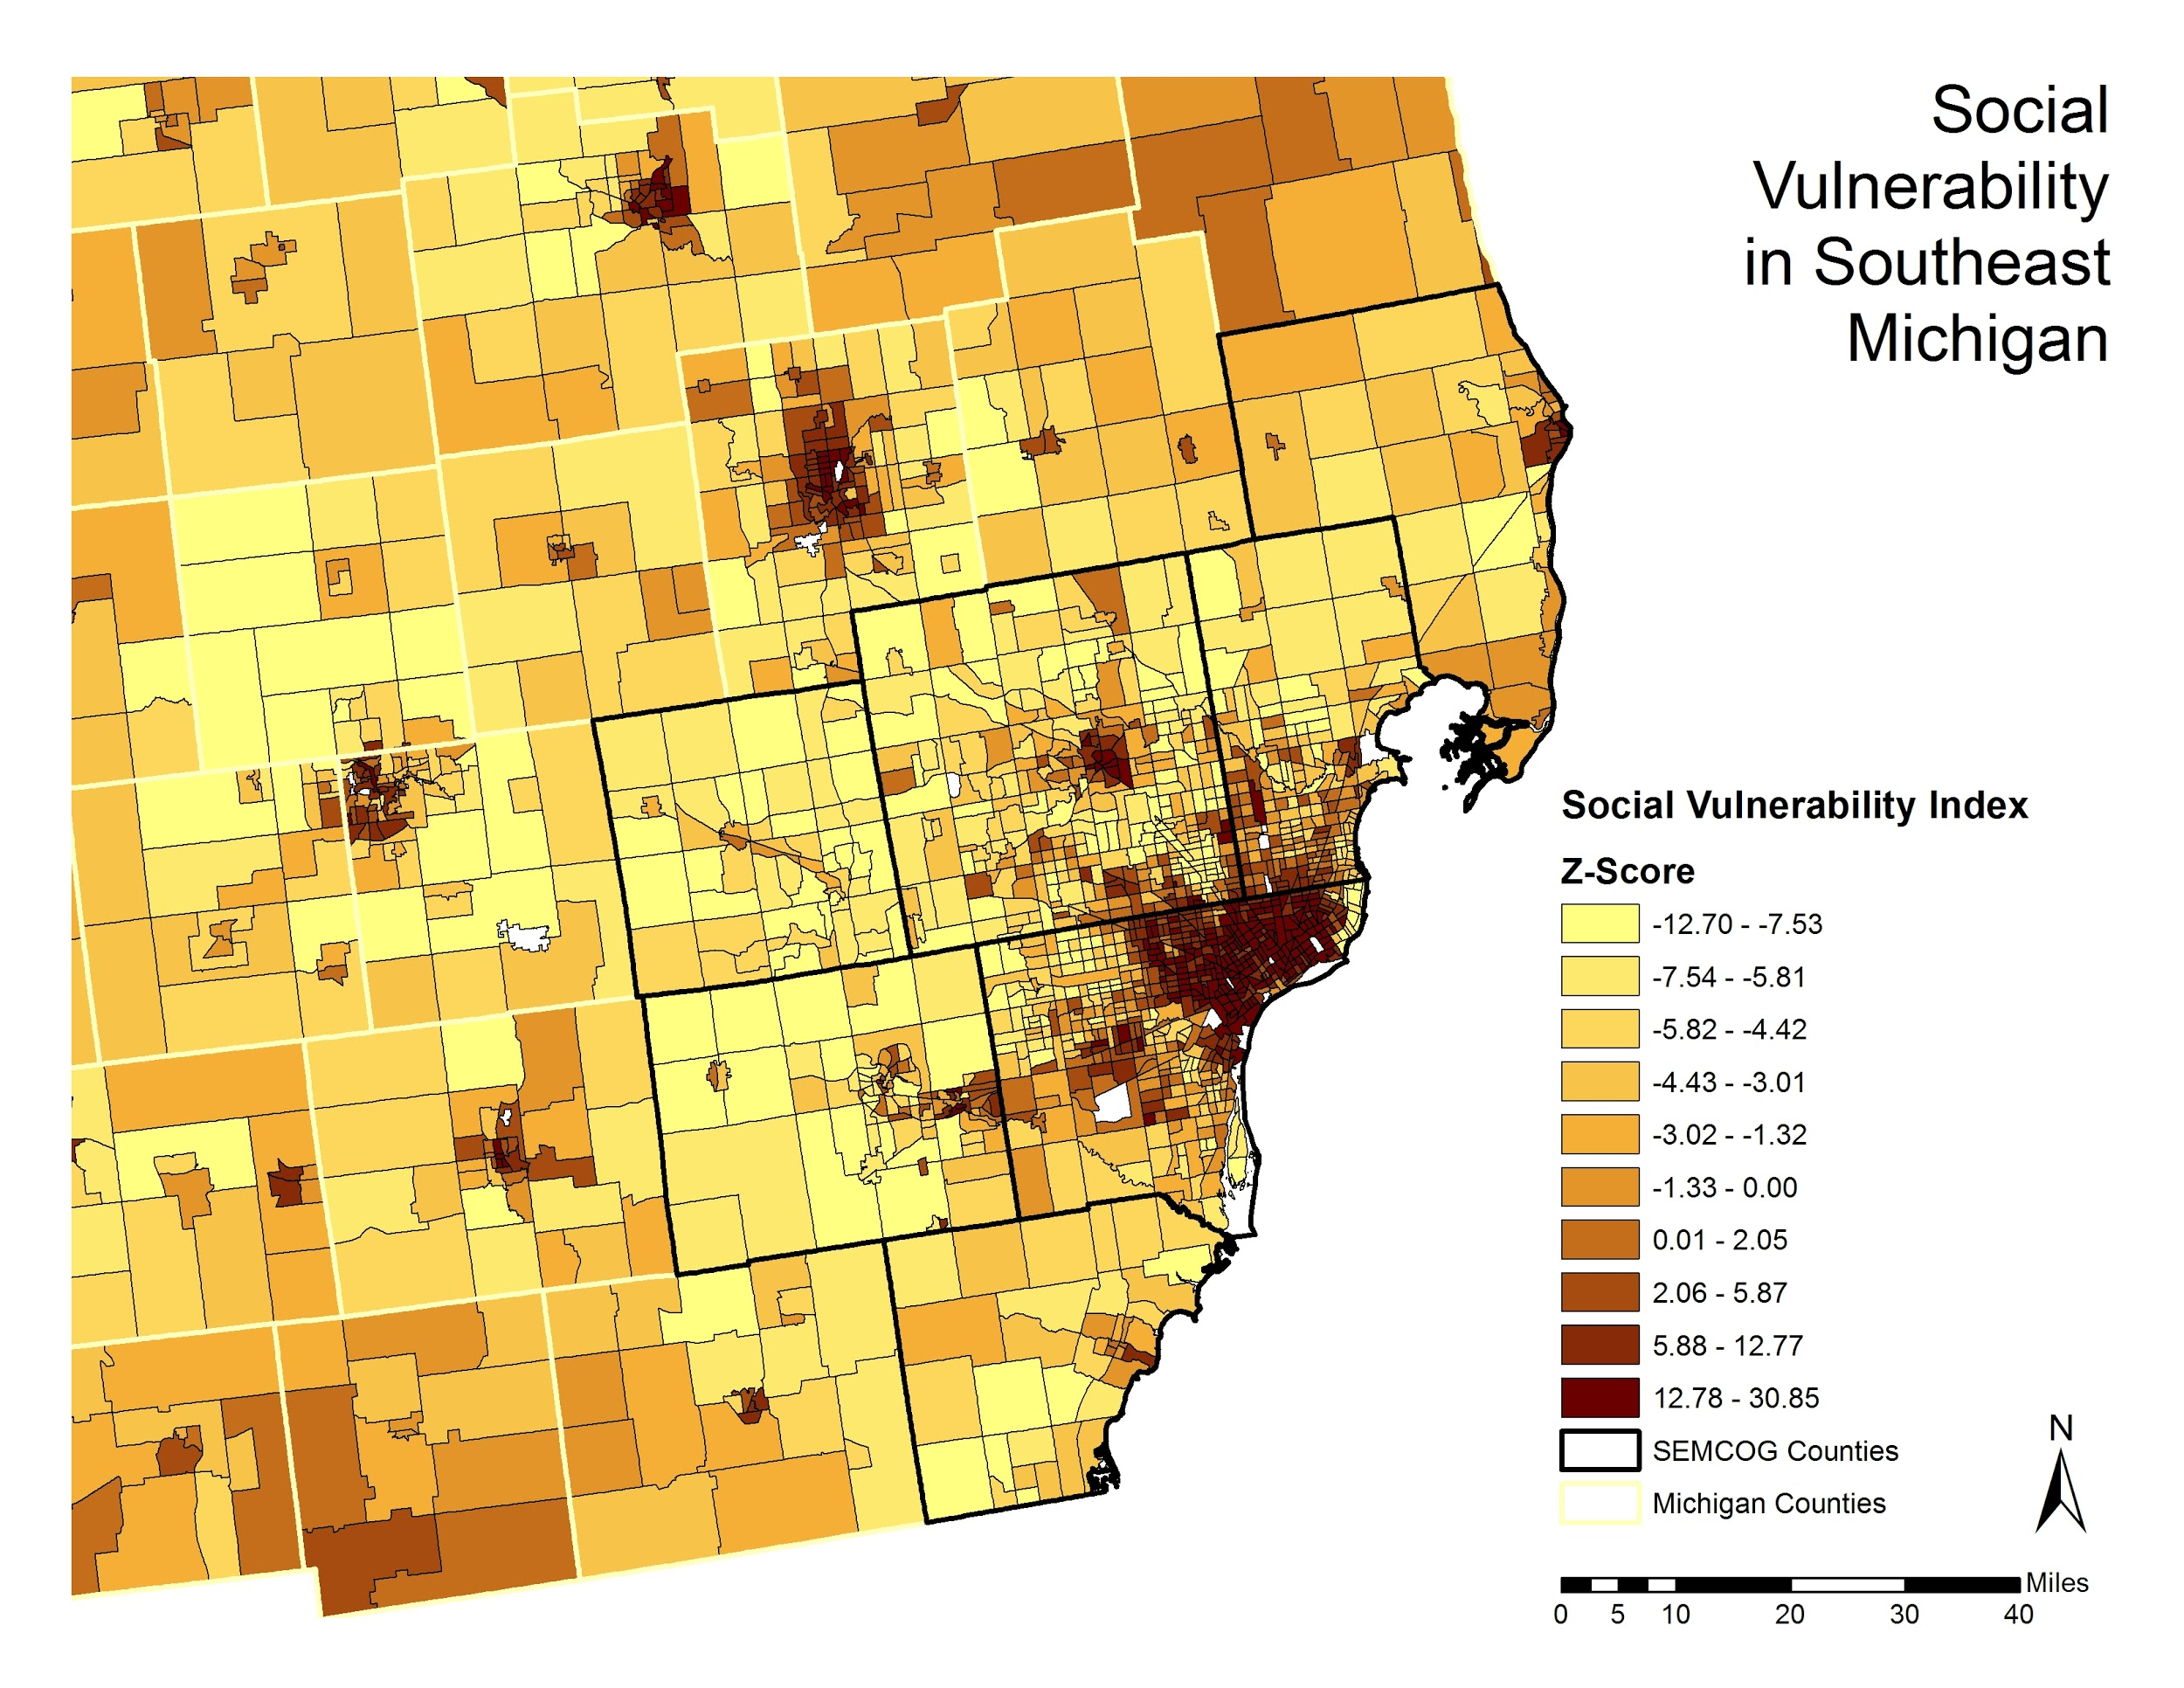 Social
Vulnerability
in Southeast
Michigan
Social Vulnerability Index
Z-Score
-12.70 - -7.53
-7.54 - -5.81
-5.82 - -4.42
-4.43 - -3.01
-3.02 - -1.32
-1.33 - 0.00
0.01 - 2.05
2.06 - 5.87
5.88 - 12.77
12.78 - 30.85
SEMCOG Counties
Michigan Counties
N
Miles
0 5 10 20 30 40